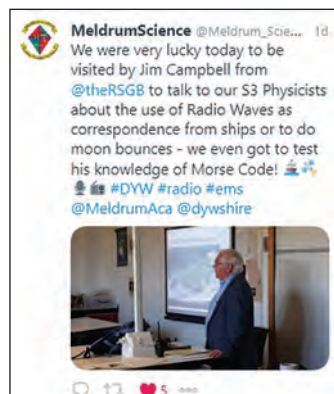 MeldrumScience @Meldrum_Scie... 1d
We were very lucky today to be
visited by Jim Campbell from
@theRSGB to talk to our S3 Physicists
about the use of Radio Waves as
correspondence from ships or to do
moon bounces - we even got to test
his knowledge of Morse Code! 🚢💨
🎙️📻 #DYW #radio #ems
@MeldrumAca @dywshire
5